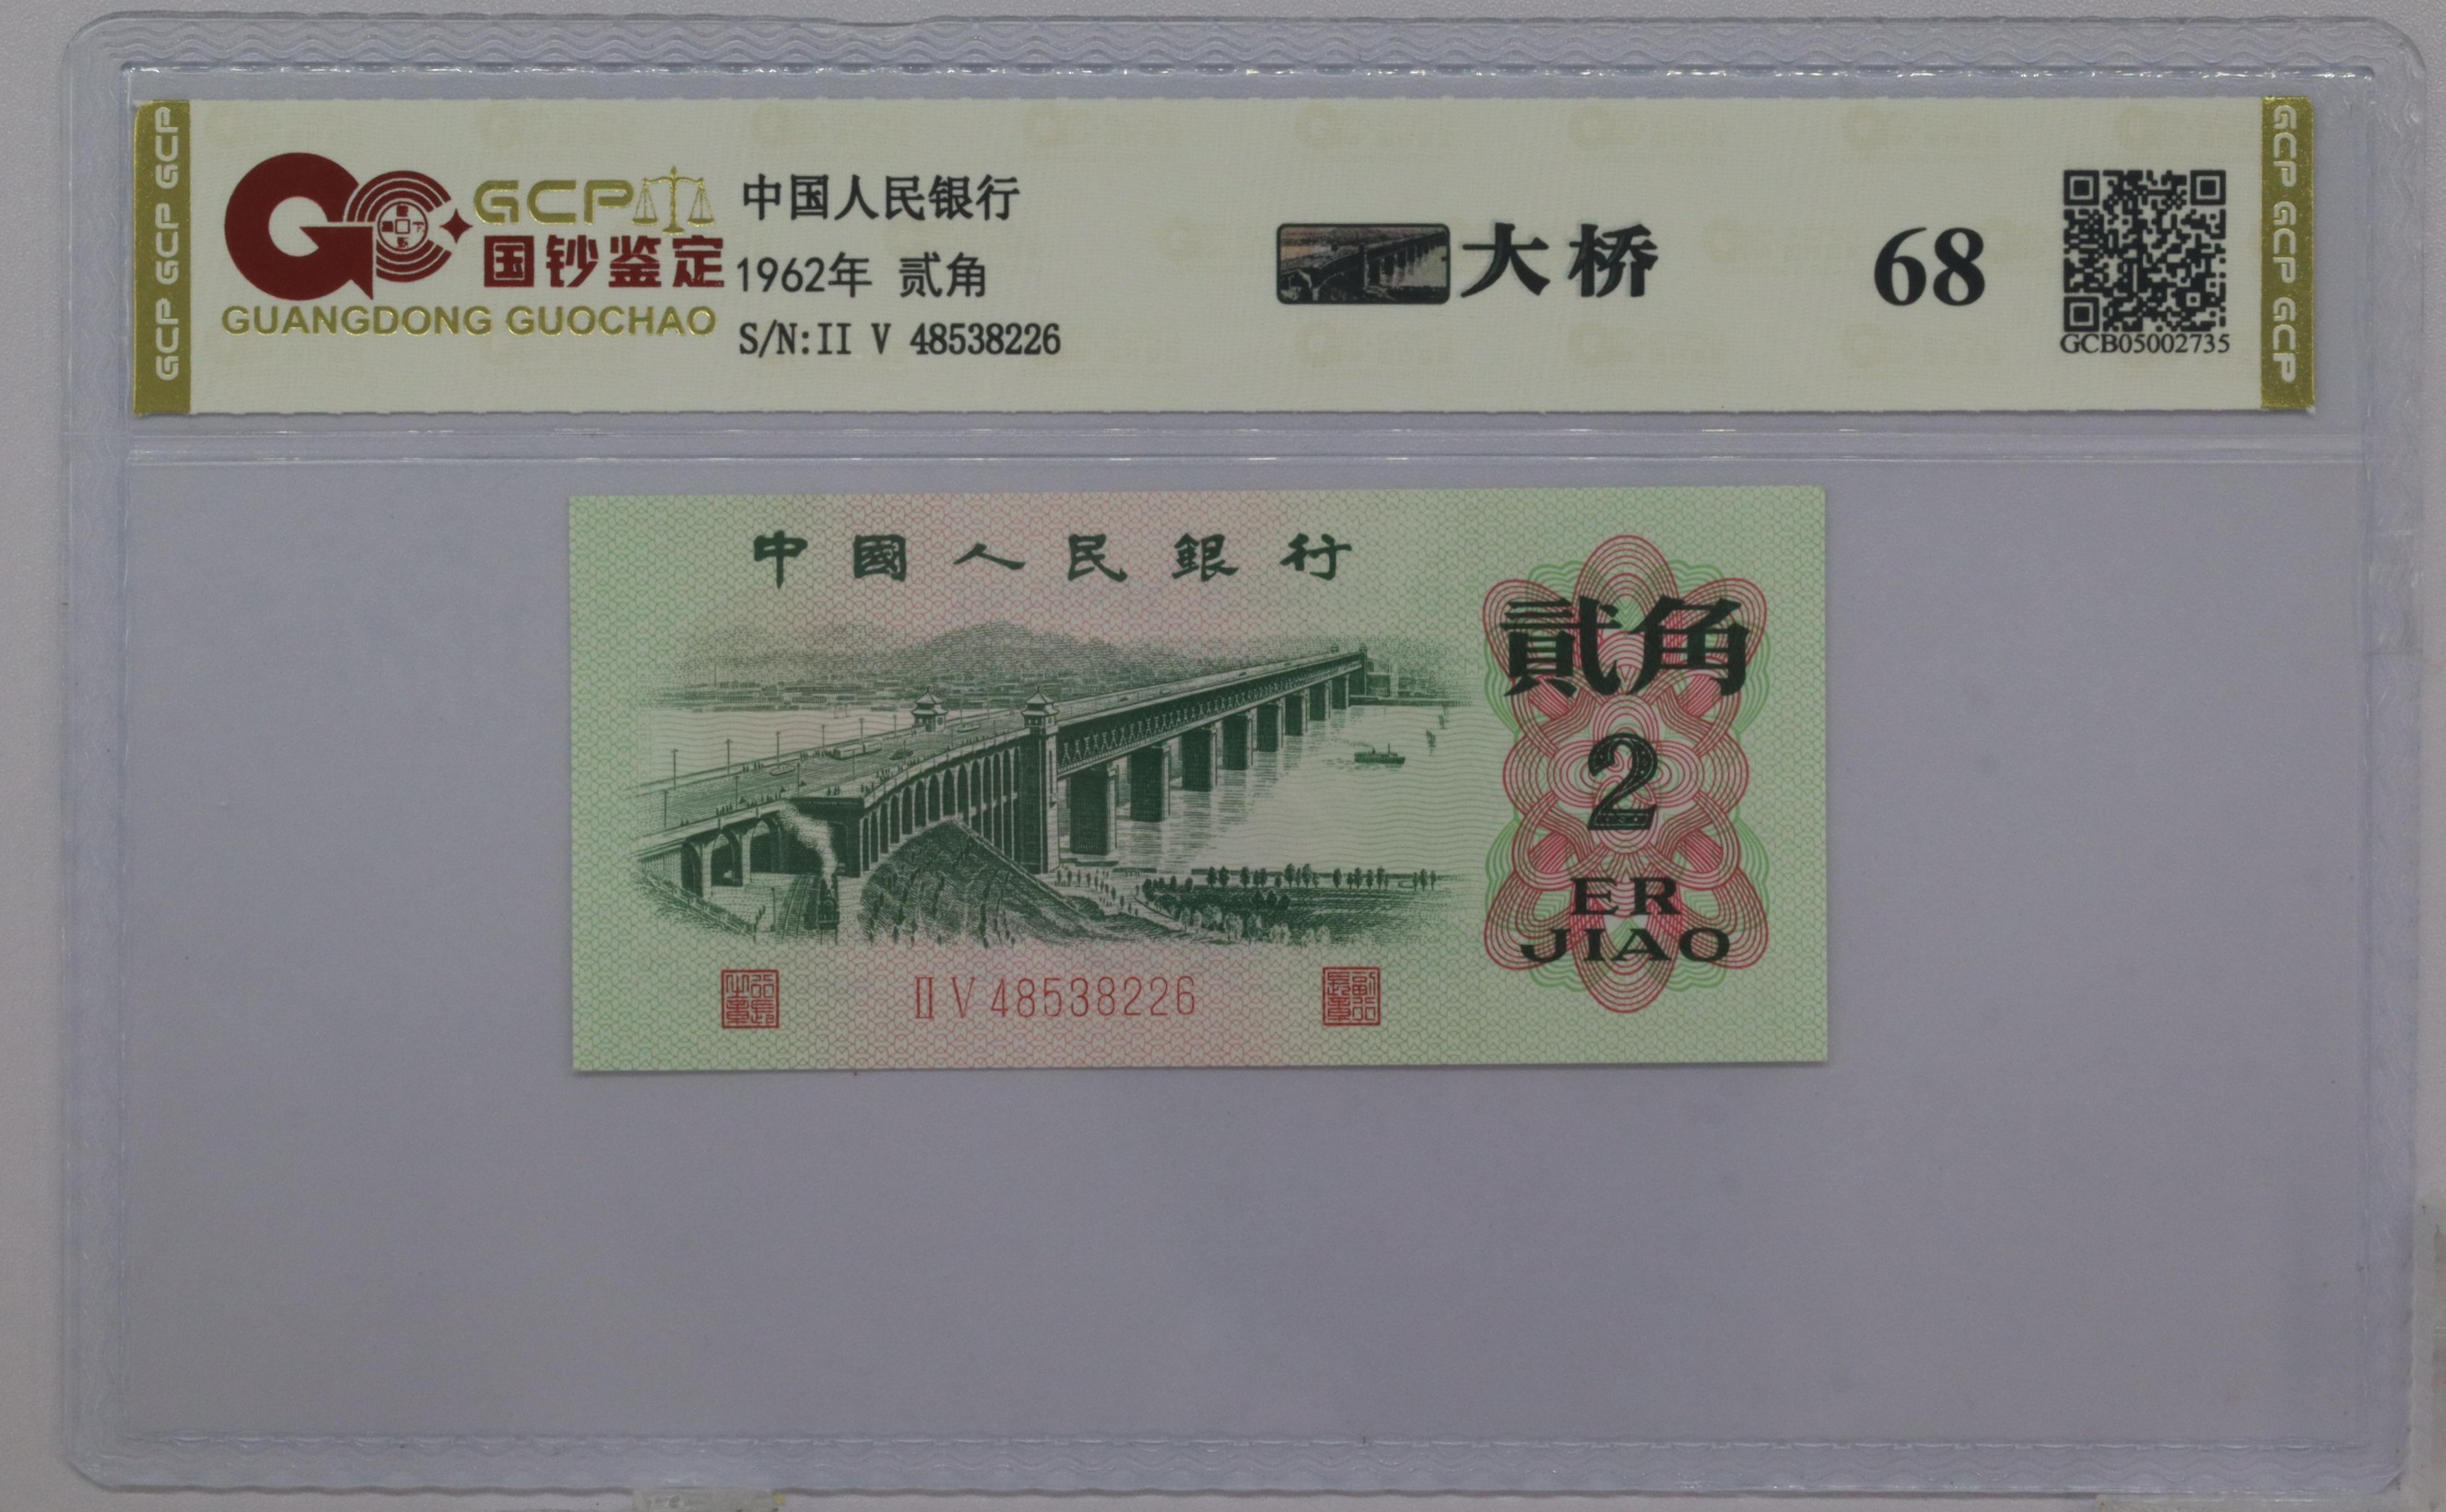 GCP GCP GCP
GCP
国钞鉴定
GUANGDONG GUOCHAO
中国人民银行
1962年 贰角
S/N:II V 48538226
大桥
68
GCB05002735
GCP GCP GCP
中國人民銀行
貳角
2
ER
JIAO
II V 48538226